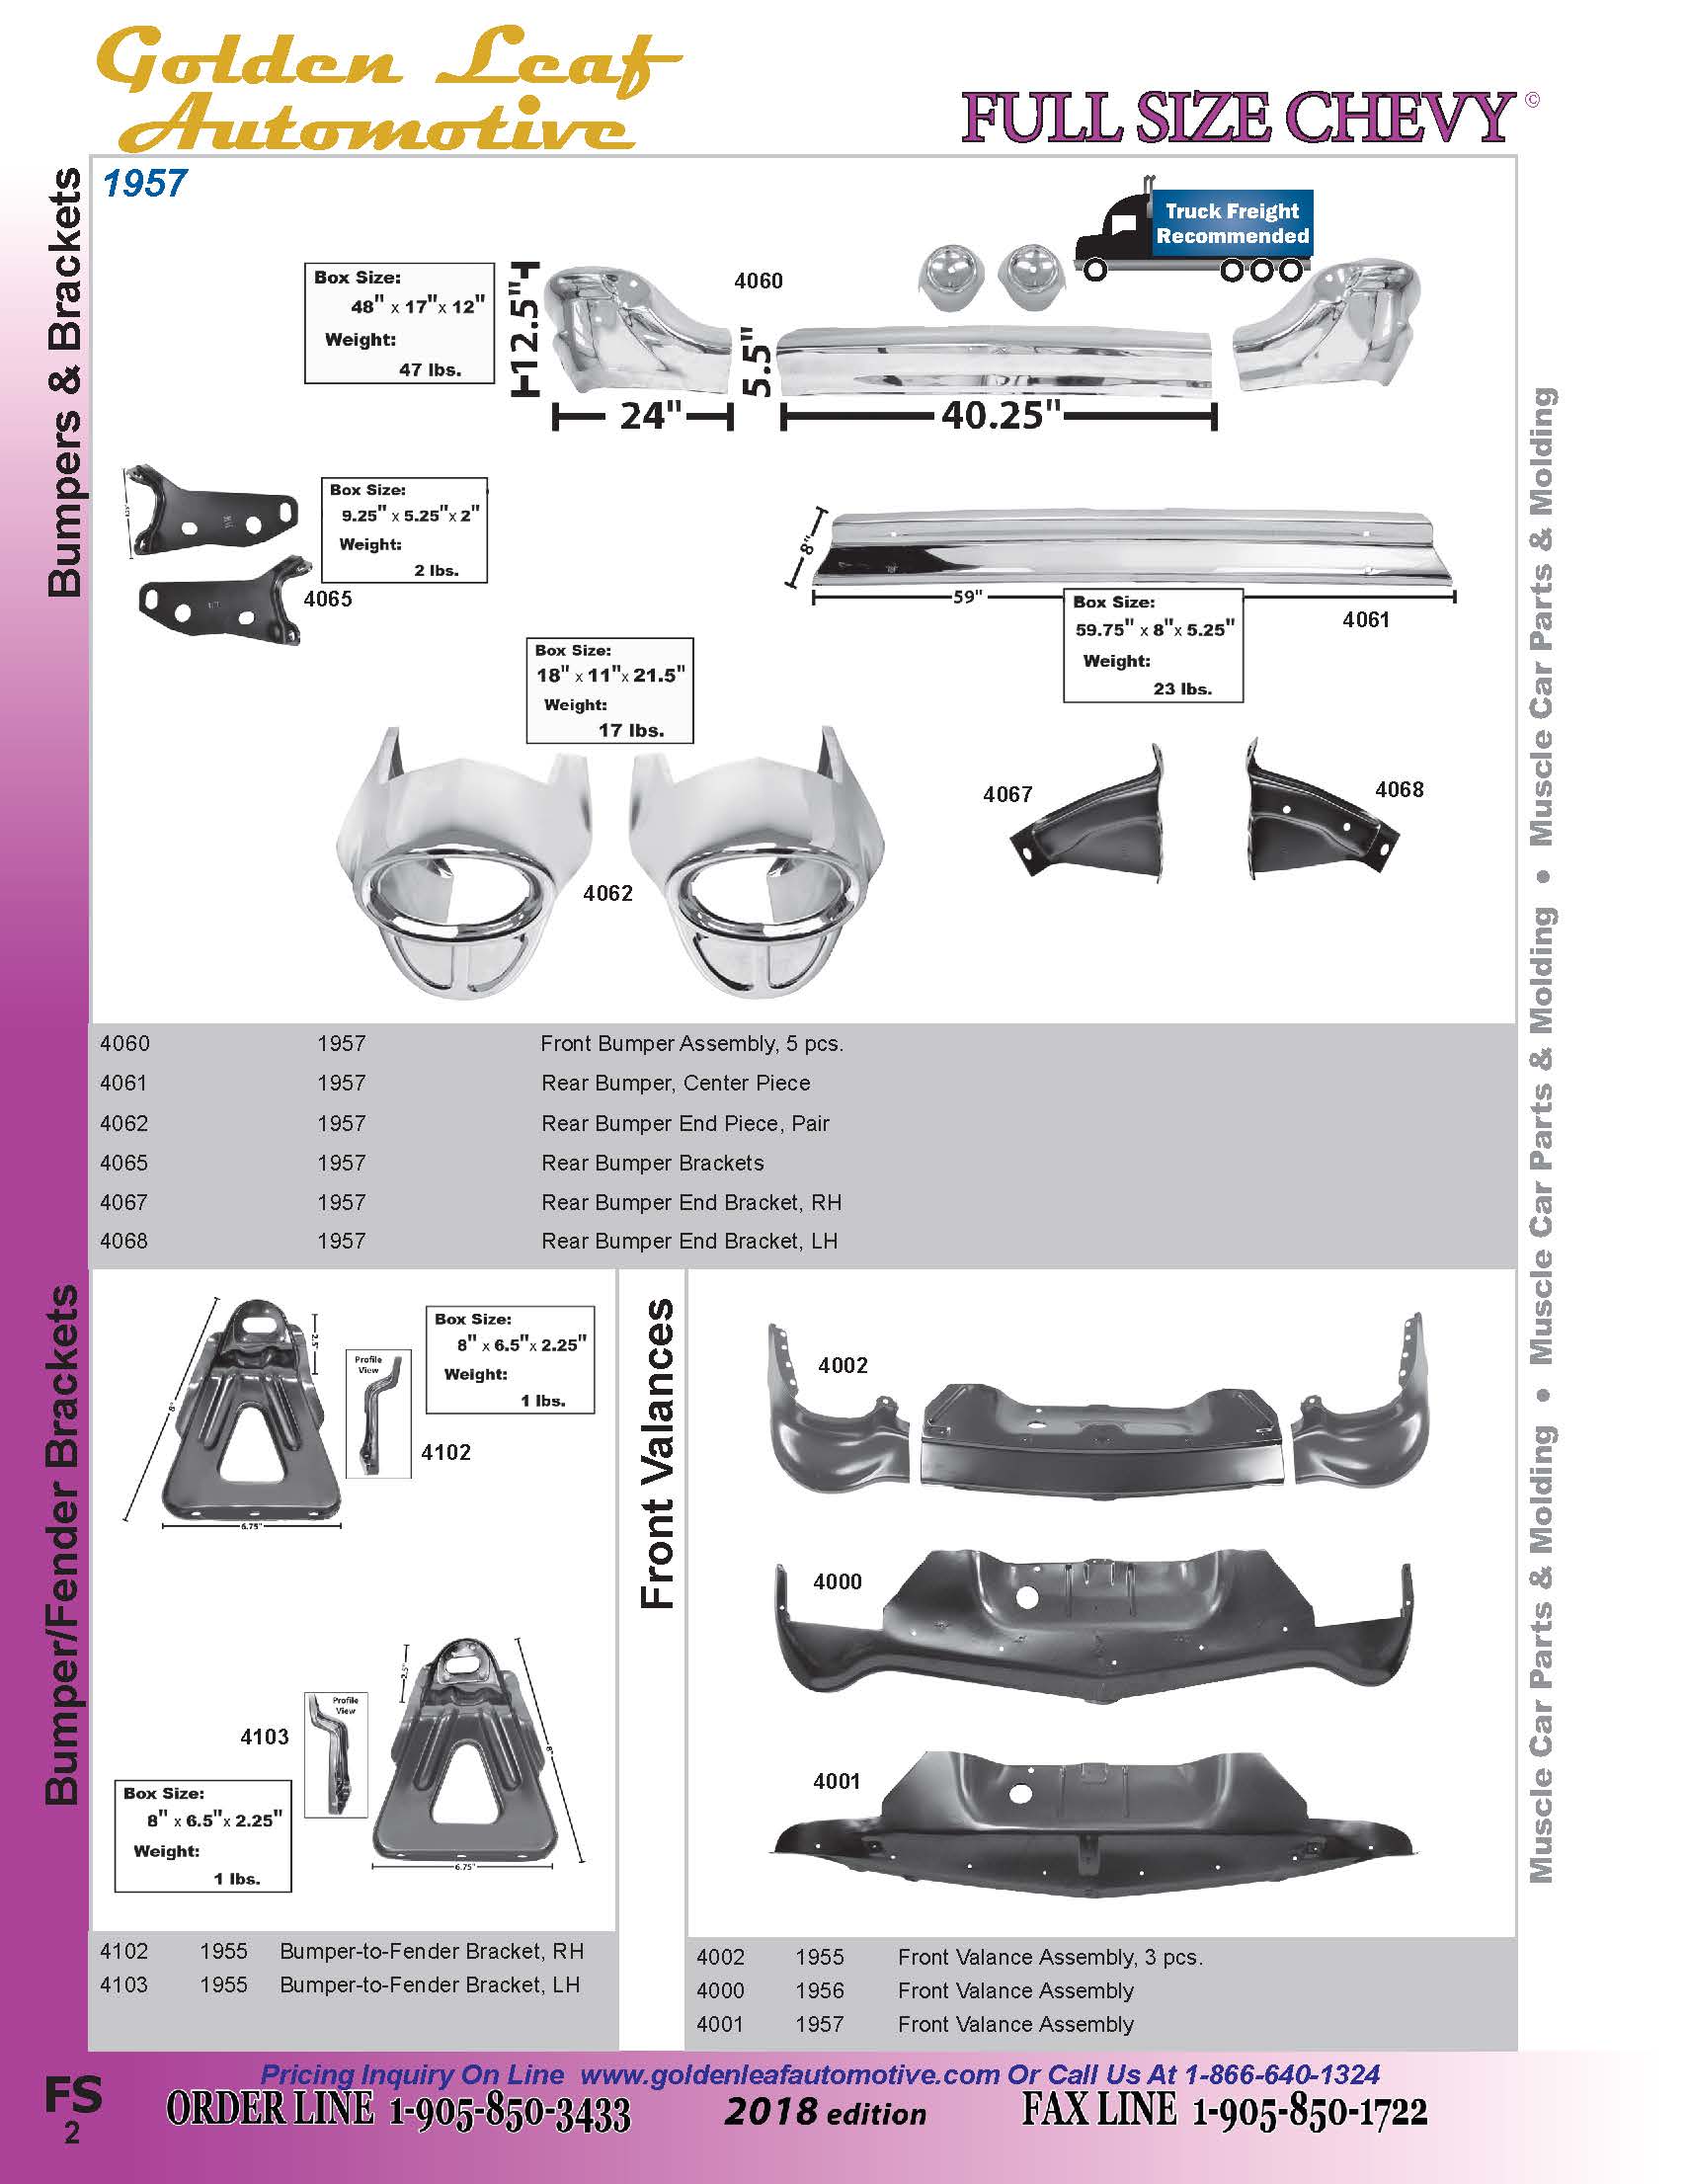 Golden Leaf
Automotive
FULL SIZE CHEVY©
Bumpers & Brackets
1957
Truck Freight
Recommended
Box Size:
48" x 17"x 12"
Weight:
47 lbs.
12.5"
4060
5.5"
24"
40.25"
Box Size:
9.25" x 5.25"x 2"
Weight:
2 lbs.
4065
8"
59"
4061
Box Size:
59.75" x 8"x 5.25"
Weight:
23 lbs.
Box Size:
18" x 11"x 21.5"
Weight:
17 lbs.
4062
4067
4068
4060 1957 Front Bumper Assembly, 5 pcs.
4061 1957 Rear Bumper, Center Piece
4062 1957 Rear Bumper End Piece, Pair
4065 1957 Rear Bumper Brackets
4067 1957 Rear Bumper End Bracket, RH
4068 1957 Rear Bumper End Bracket, LH
Bumper/Fender Brackets
2.5"
8"
6.75"
Profile
View
Box Size:
8" x 6.5"x 2.25"
Weight:
1 lbs.
4102
2.5"
8"
6.75"
Profile
View
4103
Box Size:
8" x 6.5"x 2.25"
Weight:
1 lbs.
4102 1955 Bumper-to-Fender Bracket, RH
4103 1955 Bumper-to-Fender Bracket, LH
Front Valances
4002
4000
4001
4002 1955 Front Valance Assembly, 3 pcs.
4000 1956 Front Valance Assembly
4001 1957 Front Valance Assembly
Muscle Car Parts & Molding • Muscle Car Parts & Molding • Muscle Car Parts & Molding
FS
2
Pricing Inquiry On Line www.goldenleafautomotive.com Or Call Us At 1-866-640-1324
ORDER LINE 1-905-850-3433
2018 edition
FAX LINE 1-905-850-1722